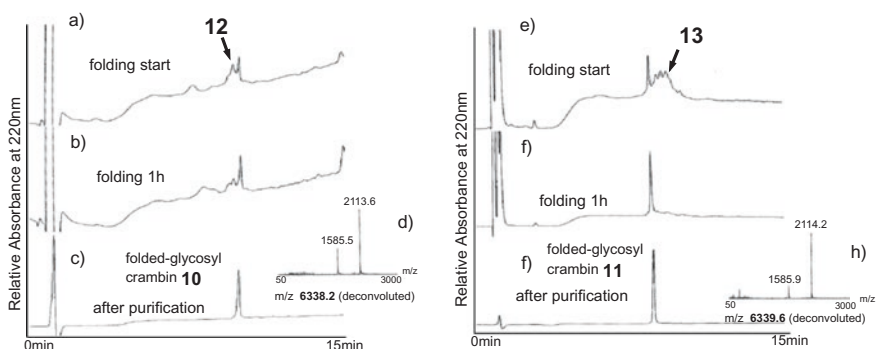 a)
12
folding start
b)
folding 1h
2113.6
d)
1585.5
c)
folded-glycosyl
crambin 10
50
3000 m/z
after purification
m/z 6338.2 (deconvoluted)
Relative Absorbance at 220nm
0min
15min
e)
13
folding start
f)
folding 1h
2114.2
h)
1585.9
f)
folded-glycosyl
crambin 11
50
3000 m/z
after purification
m/z 6339.6 (deconvoluted)
Relative Absorbance at 220nm
0min
15min